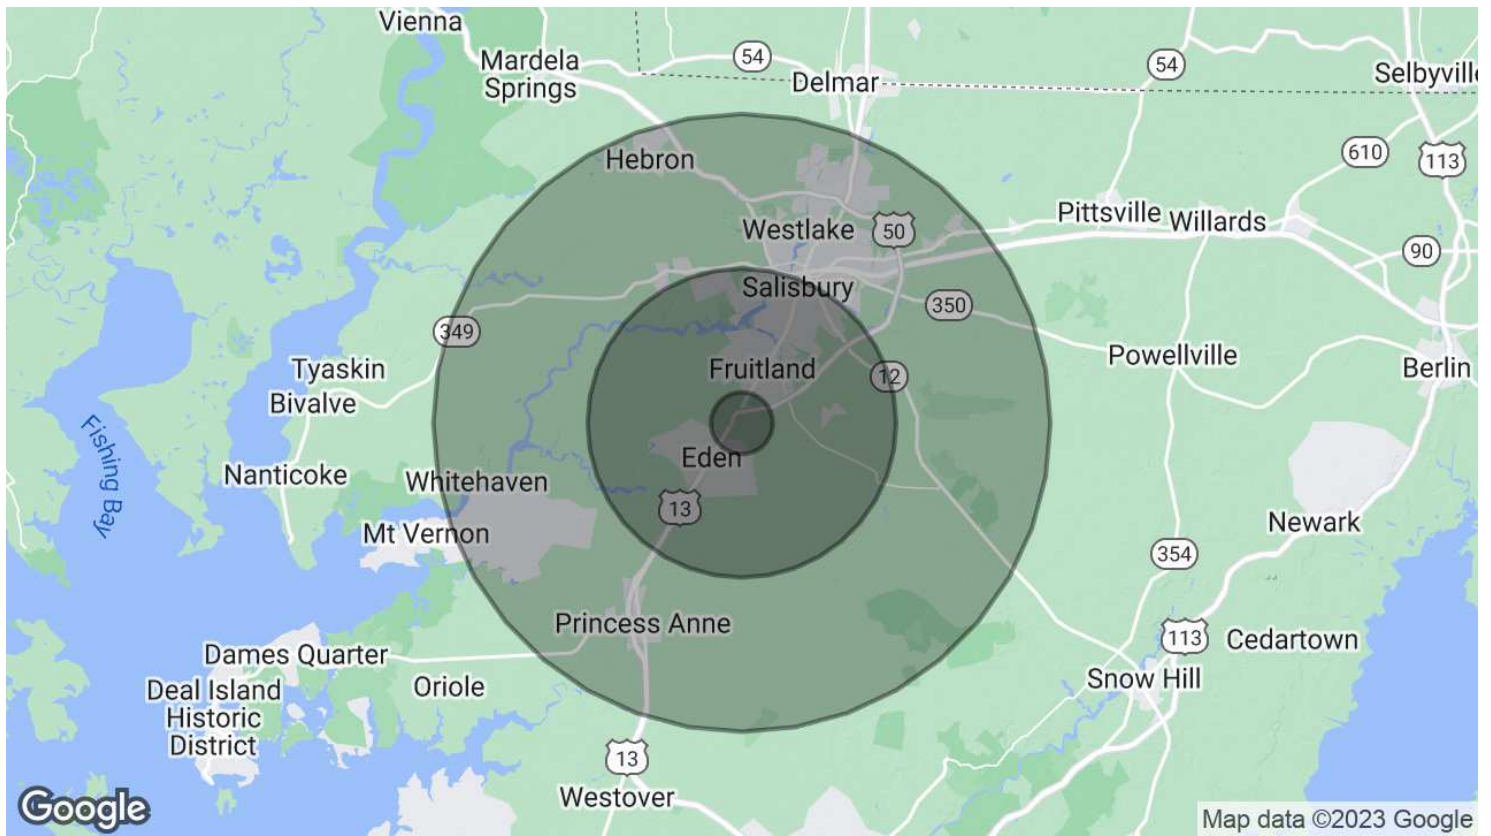 Vienna
Mardela
Springs
54
Delmar
54
Selbyville
Hebron
610
113
Westlake
50
Pittsville
Willards
90
Salisbury
350
349
Tyaskin
Fruitland
12
Powellville
Berlin
Bivalve
Fishing Bay
Eden
Nanticoke
Whitehaven
13
Mt Vernon
Newark
354
Princess Anne
113
Cedartown
Dames Quarter
Oriole
Snow Hill
Deal Island
Historic
District
13
Westover
Google
Map data ©2023 Google